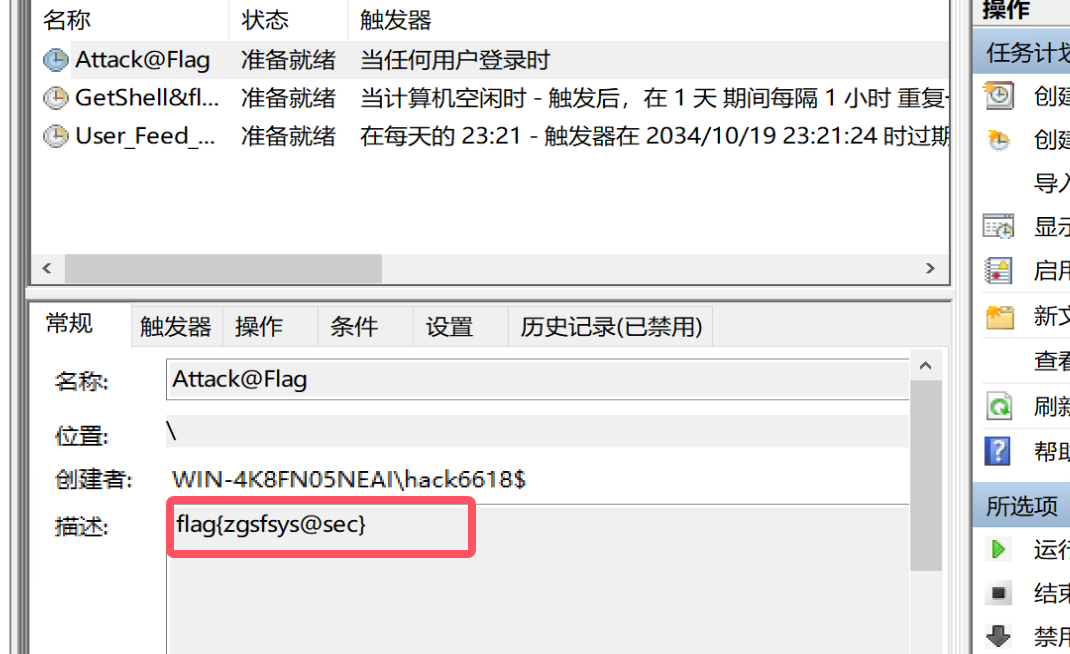 操作
名称 状态 触发器
任务计
Attack@Flag 准备就绪 当任何用户登录时
GetShell&fl... 准备就绪 当计算机空闲时 - 触发后，在 1 天 期间每隔 1 小时 重复
User_Feed_... 准备就绪 在每天的 23:21 - 触发器在 2034/10/19 23:21:24 时过期
创建
创建
导入
显示
启用
新文
查看
刷新
帮助
常规 触发器 操作 条件 设置 历史记录(已禁用)
名称: Attack@Flag
位置: \
创建者: WIN-4K8FN05NEAI\hack6618$
描述: flag{zgsfsys@sec}
所选项
运行
结束
禁用